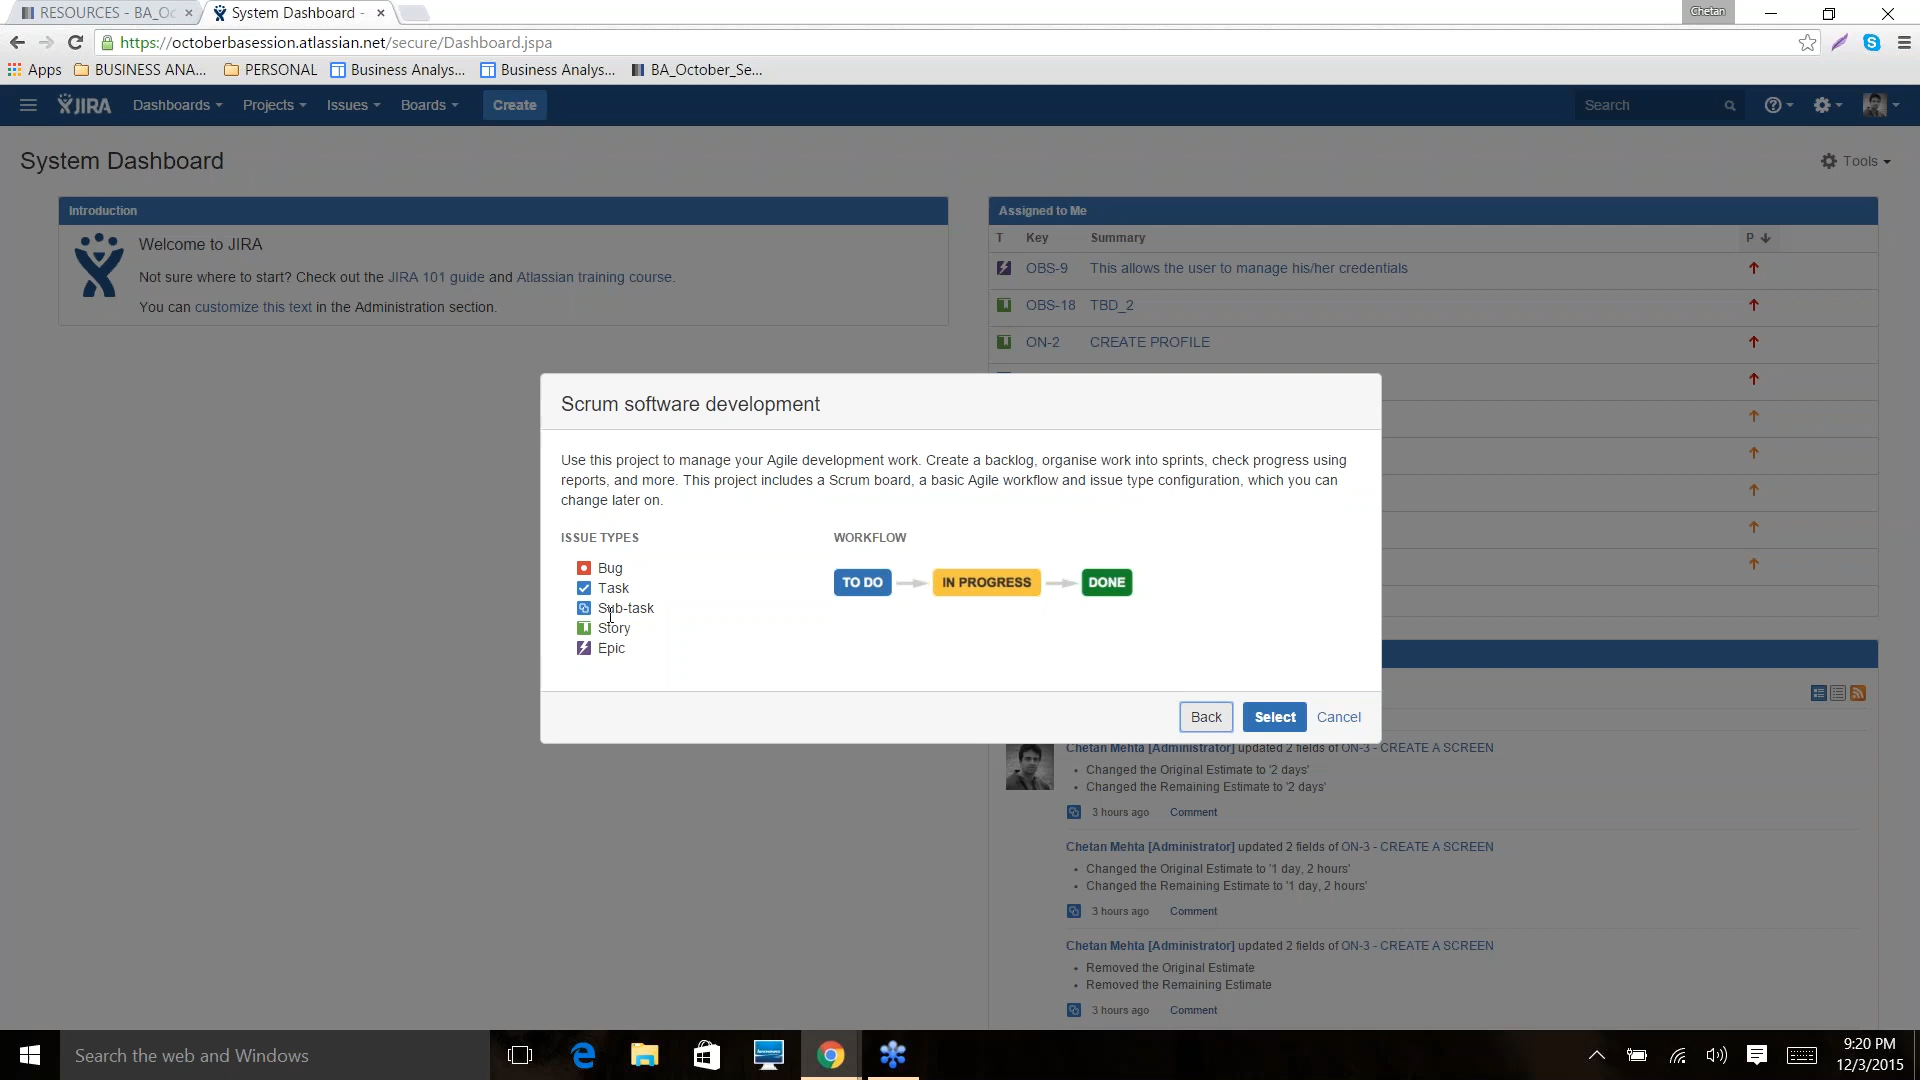 RESOURCES - BA_Oc
System Dashboard -
Chetan
https://octoberbasession.atlassian.net/secure/Dashboard.jspa
Apps
BUSINESS ANA...
PERSONAL
Business Analys...
Business Analys...
BA_October_Se...
JIRA
Dashboards
Projects
Issues
Boards
Create
Search
System Dashboard
Tools
Introduction
Welcome to JIRA
Not sure where to start? Check out the JIRA 101 guide and Atlassian training course.
You can customize this text in the Administration section.
Assigned to Me
T Key Summary P
OBS-9 This allows the user to manage his/her credentials
OBS-18 TBD_2
ON-2 CREATE PROFILE
Scrum software development
Use this project to manage your Agile development work. Create a backlog, organise work into sprints, check progress using
reports, and more. This project includes a Scrum board, a basic Agile workflow and issue type configuration, which you can
change later on.
ISSUE TYPES
Bug
Task
Sub-task
Story
Epic
WORKFLOW
TO DO
IN PROGRESS
DONE
Back
Select
Cancel
Chetan Mehta [Administrator] updated 2 fields of ON-3 - CREATE A SCREEN
• Changed the Original Estimate to '2 days'
• Changed the Remaining Estimate to '2 days'
3 hours ago Comment
Chetan Mehta [Administrator] updated 2 fields of ON-3 - CREATE A SCREEN
• Changed the Original Estimate to '1 day, 2 hours'
• Changed the Remaining Estimate to '1 day, 2 hours'
3 hours ago Comment
Chetan Mehta [Administrator] updated 2 fields of ON-3 - CREATE A SCREEN
• Removed the Original Estimate
• Removed the Remaining Estimate
3 hours ago Comment
Search the web and Windows
9:20 PM
12/3/2015